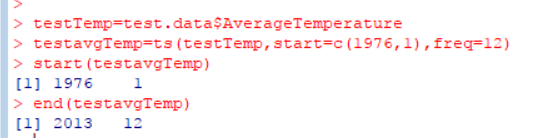 >
> testTemp=test.data$AverageTemperature
> testavgTemp=ts(testTemp,start=c(1976,1),freq=12)
> start(testavgTemp)
[1] 1976    1
> end(testavgTemp)
[1] 2013   12